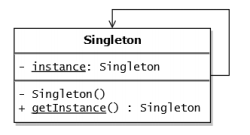 Singleton
- instance: Singleton
- Singleton()
+ getInstance() : Singleton